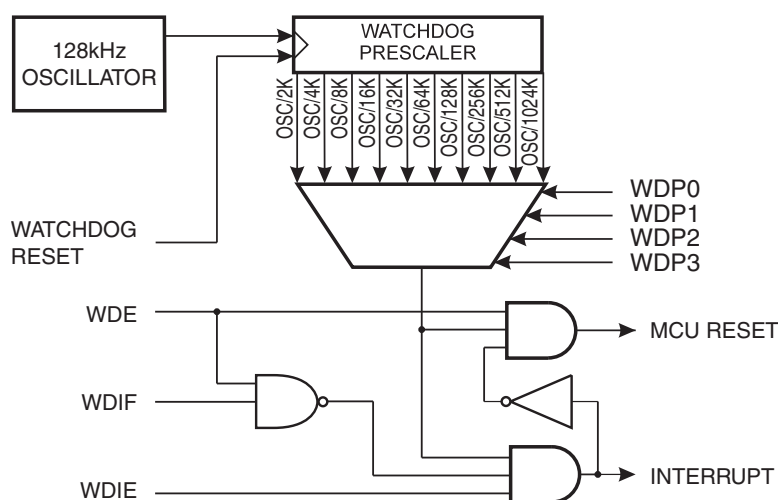 128kHz
OSCILLATOR
WATCHDOG
PRESCALER
OSC/2K
OSC/4K
OSC/8K
OSC/16K
OSC/32K
OSC/64K
OSC/128K
OSC/256K
OSC/512K
OSC/1024K
WATCHDOG
RESET
WDP0
WDP1
WDP2
WDP3
WDE
MCU RESET
WDIF
INTERRUPT
WDIE